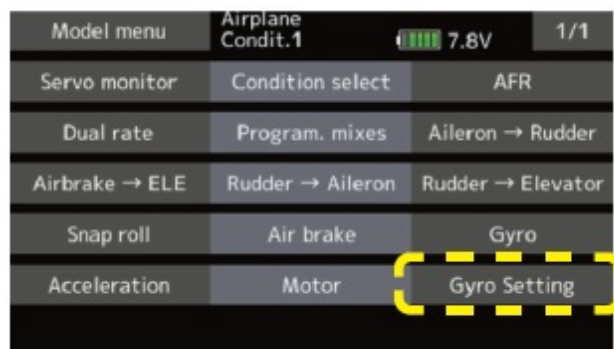 Model menu
Airplane
Condit.1
7.8V
1/1
Servo monitor
Condition select
AFR
Dual rate
Program. mixes
Aileron → Rudder
Airbrake → ELE
Rudder → Aileron
Rudder → Elevator
Snap roll
Air brake
Gyro
Acceleration
Motor
Gyro Setting